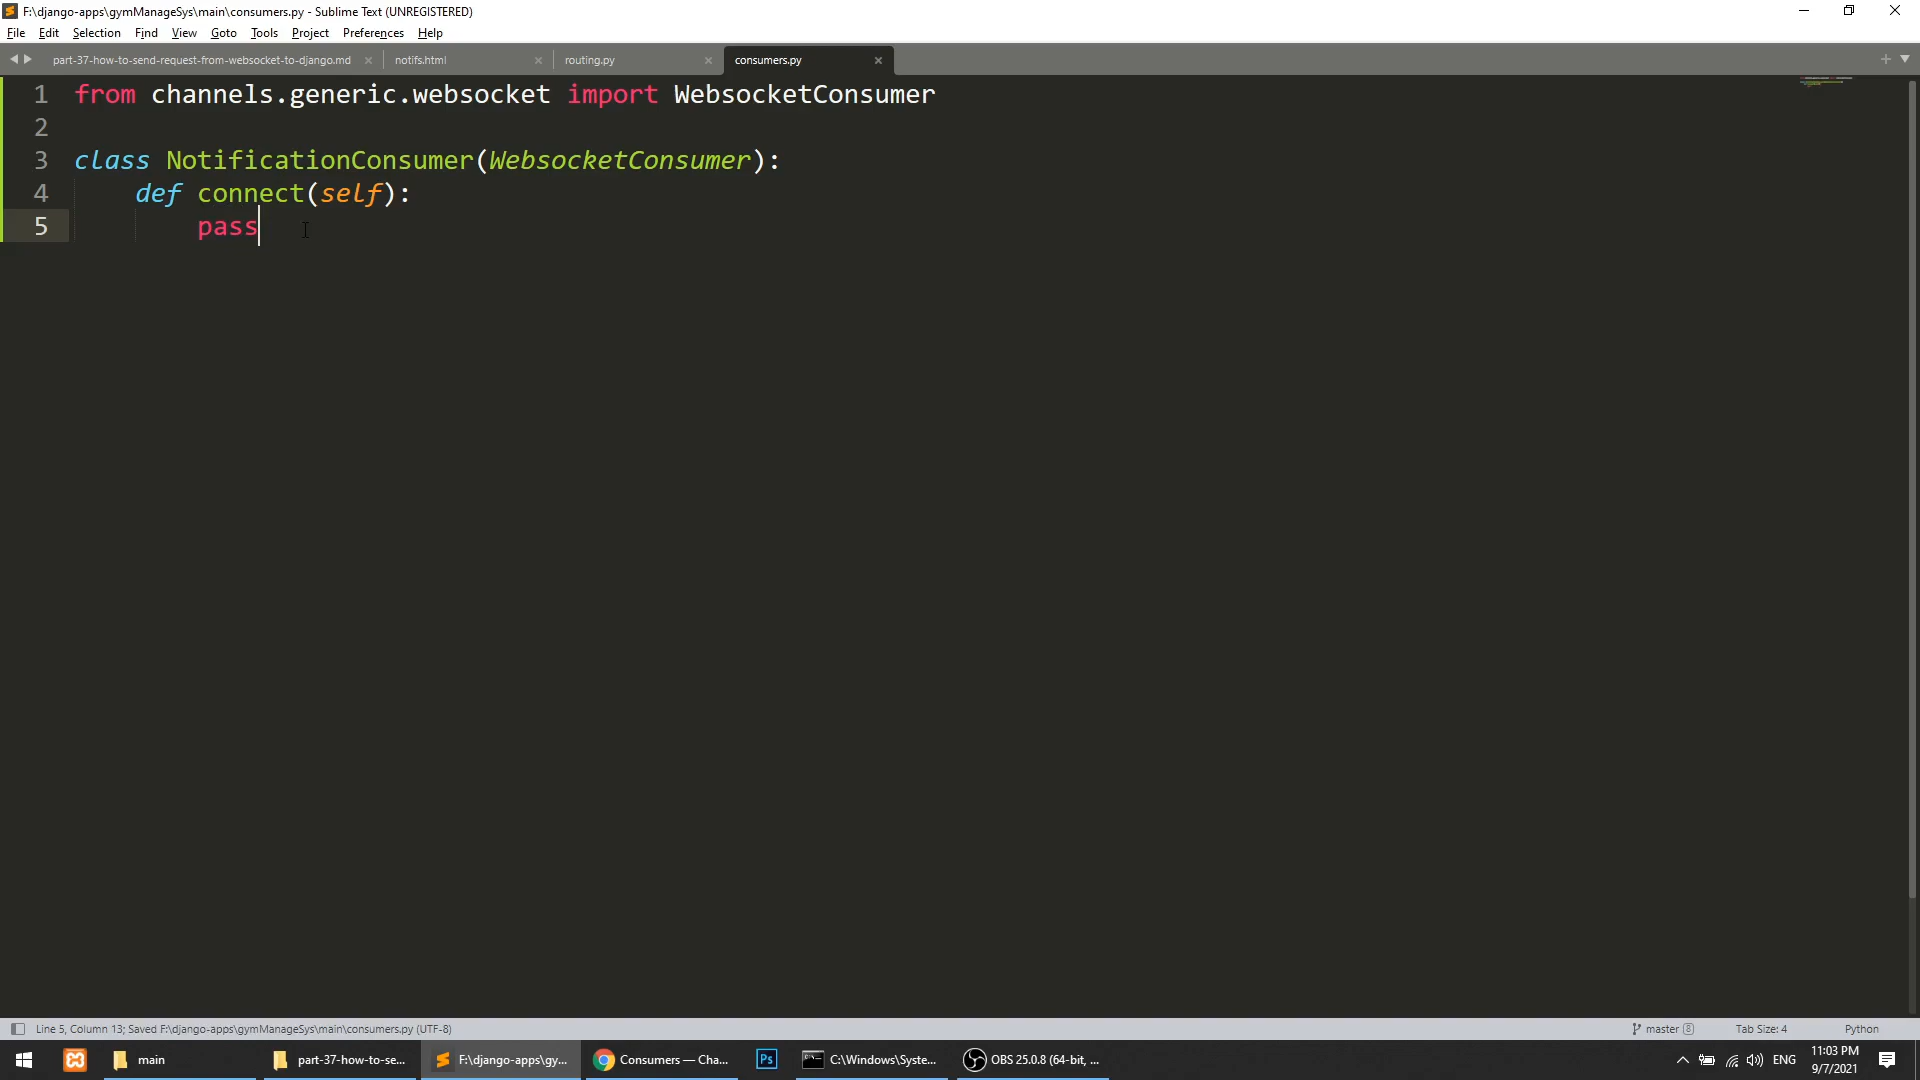 F:\django-apps\gymManageSys\main\consumers.py - Sublime Text (UNREGISTERED)
File Edit Selection Find View Goto Tools Project Preferences Help
part-37-how-to-send-request-from-websocket-to-django.md × notifs.html × routing.py × consumers.py ×
1 from channels.generic.websocket import WebsocketConsumer
2
3 class NotificationConsumer(WebsocketConsumer):
4 def connect(self):
5 pass
Line 5, Column 13; Saved F:\django-apps\gymManageSys\main\consumers.py (UTF-8) master 8 Tab Size: 4 Python
main part-37-how-to-se... F:\django-apps\gy... Consumers — Cha... Ps C:\Windows\Syste... OBS 25.0.8 (64-bit, ... ENG 11:03 PM
9/7/2021